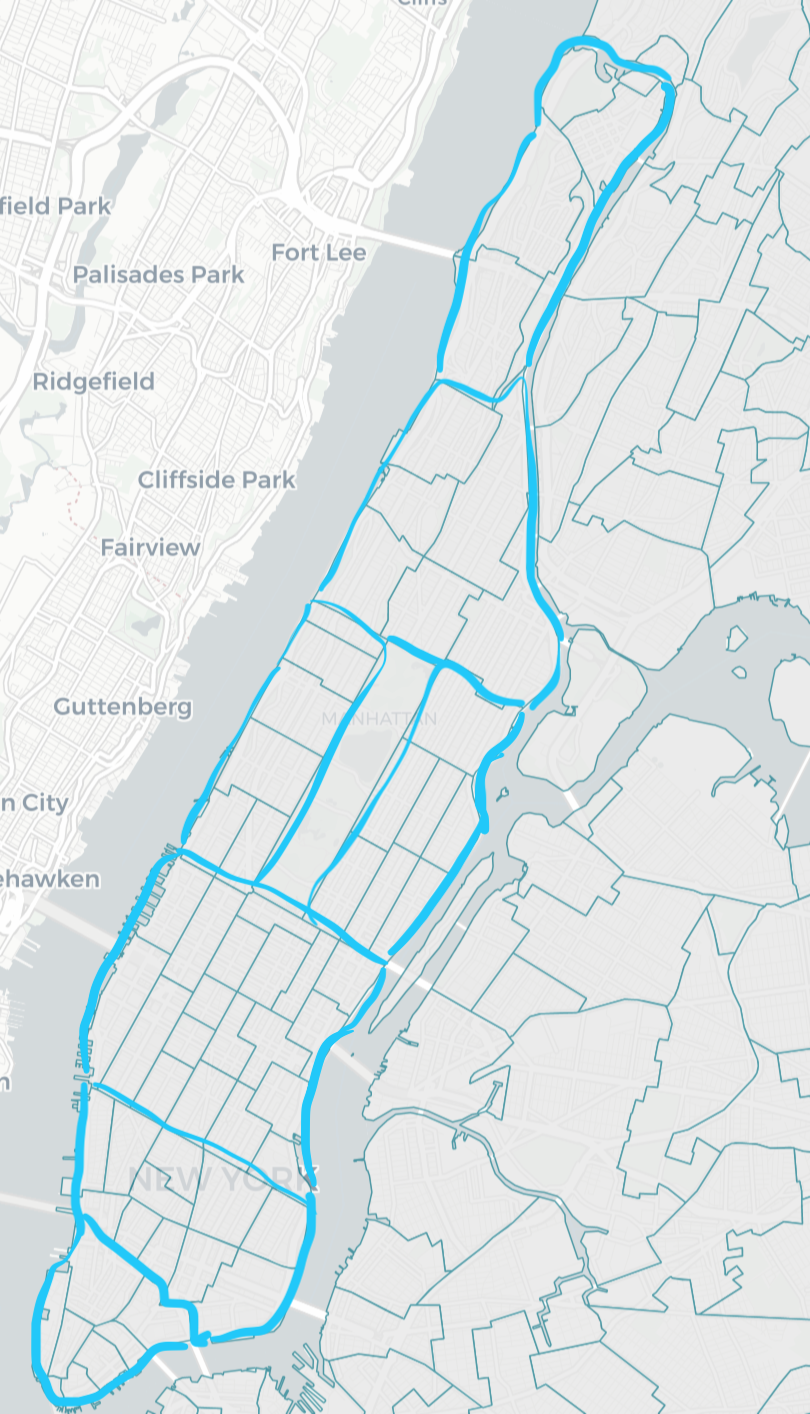 Cliffs
field Park
Fort Lee
Palisades Park
Ridgefield
Cliffside Park
Fairview
Guttenberg
MANHATTAN
n City
ehawken
n
NEW YORK